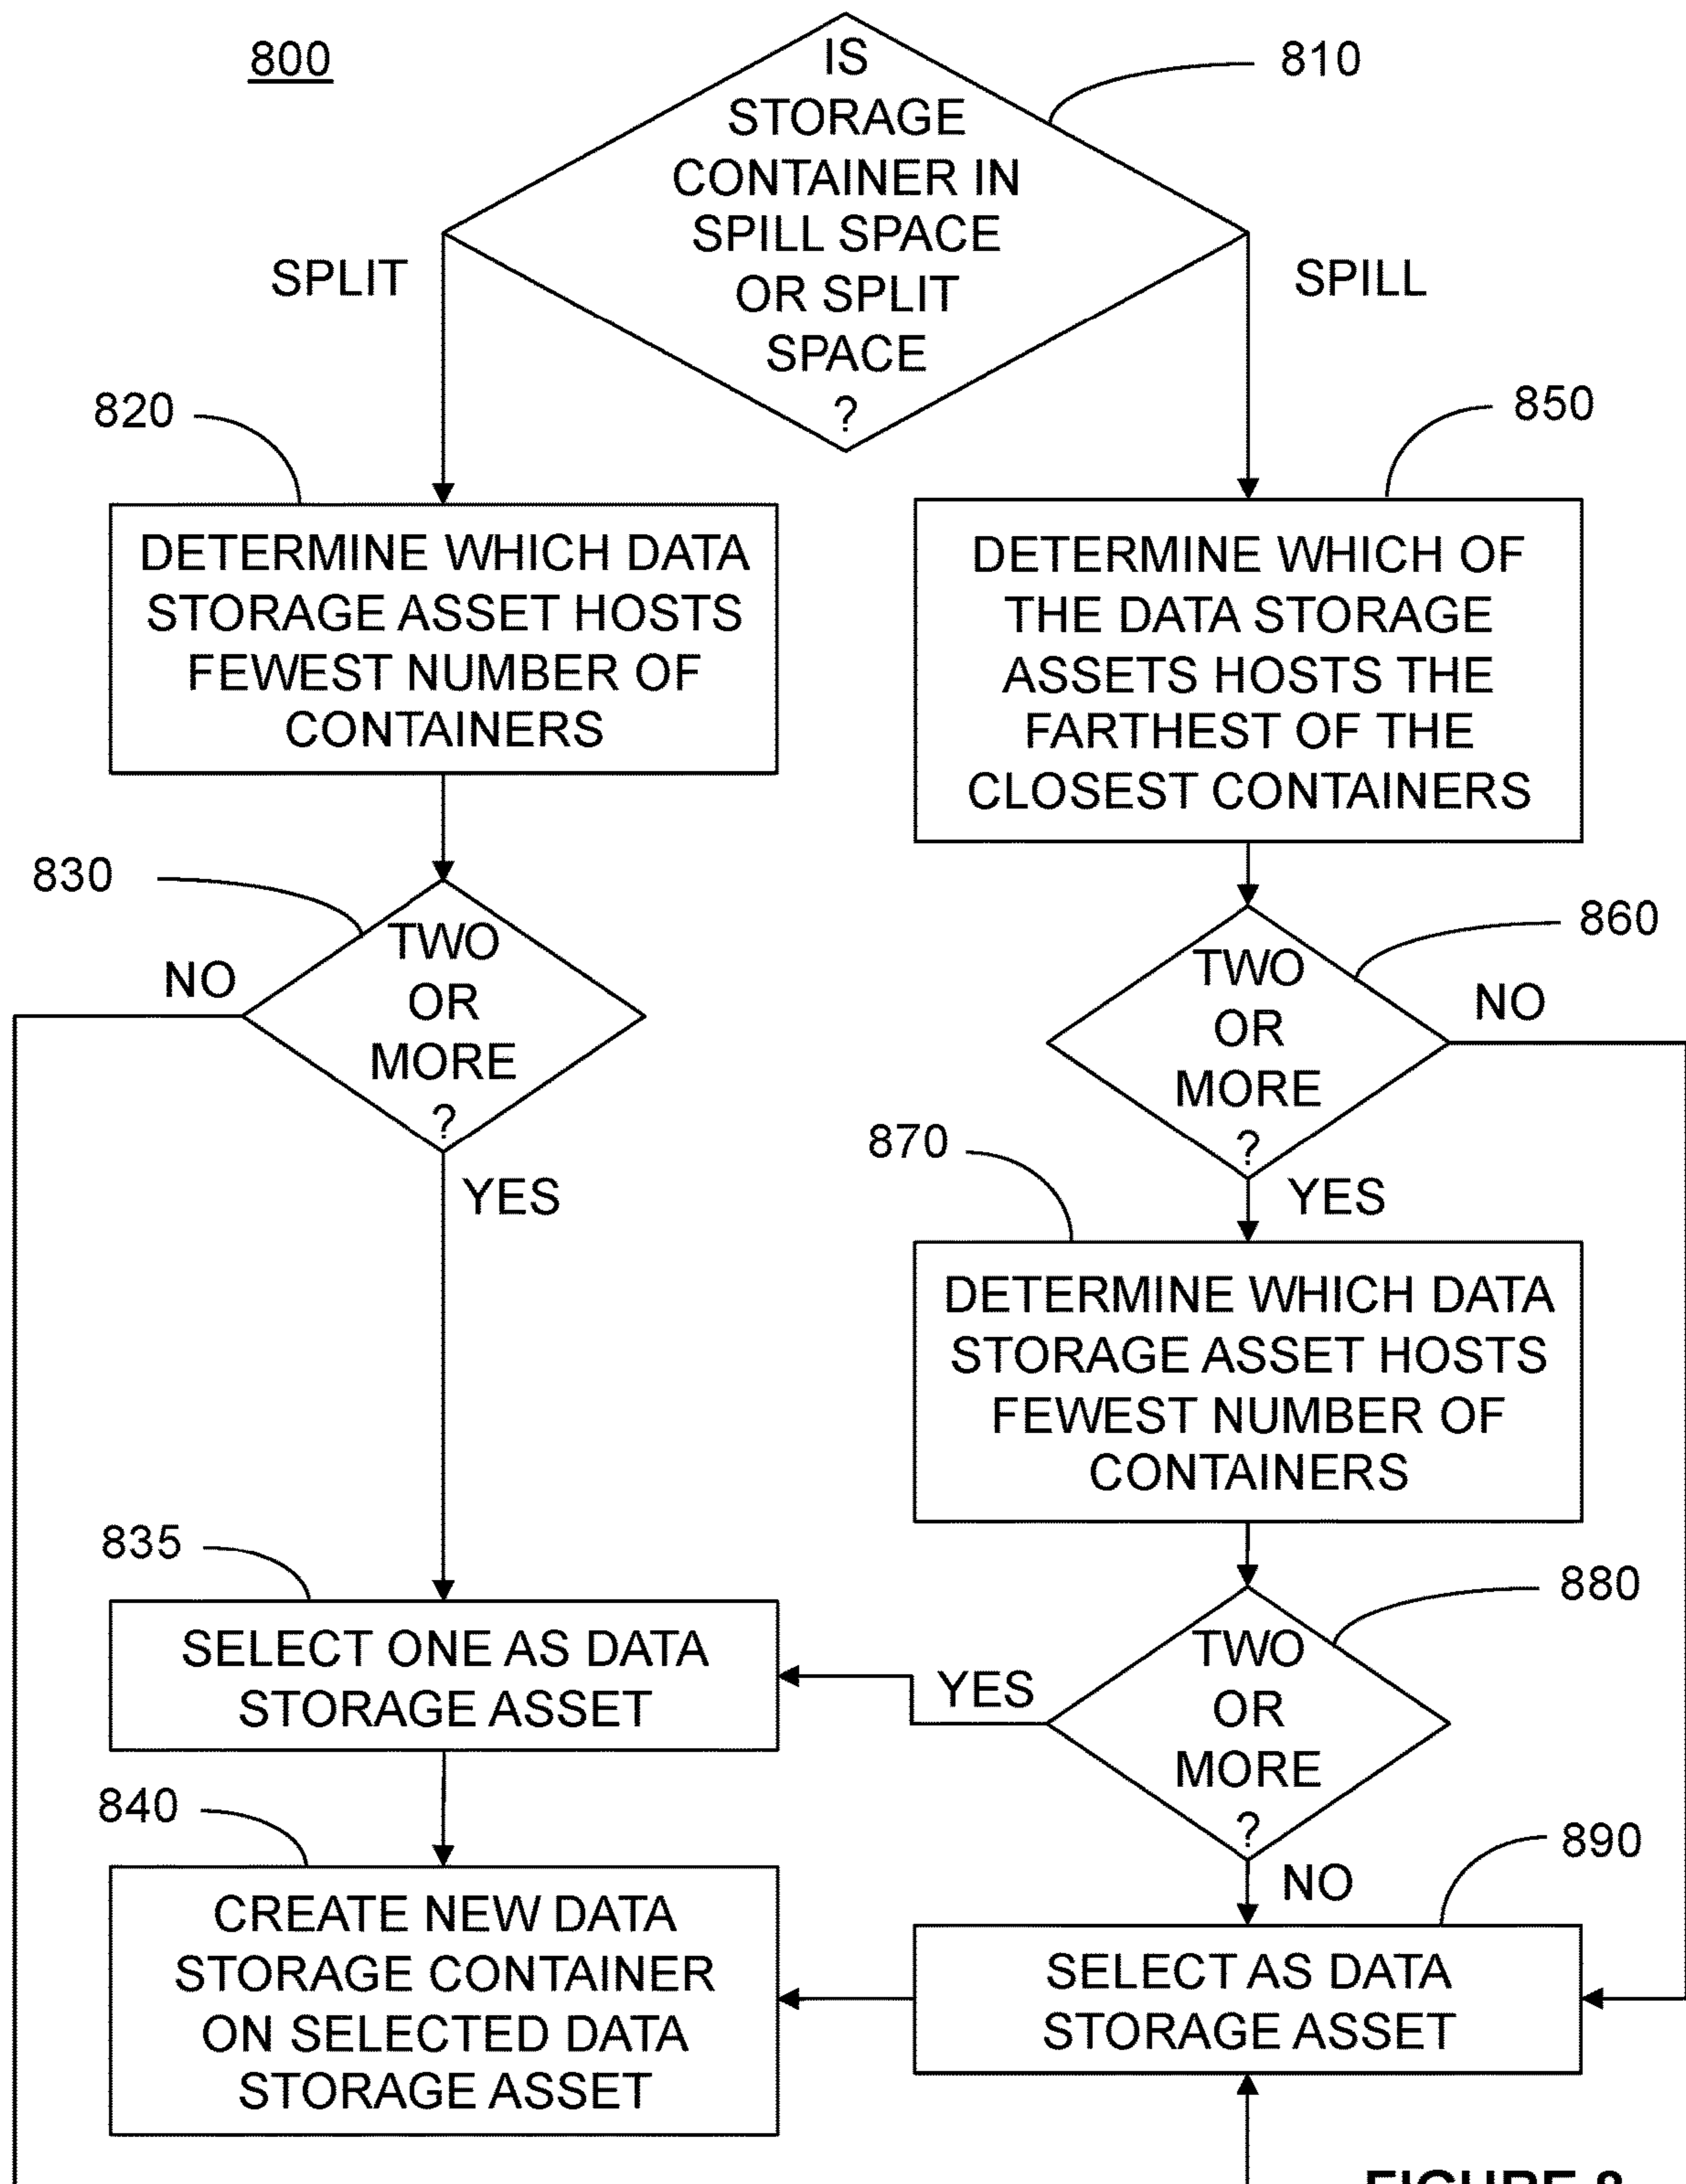 800
810
IS
STORAGE
CONTAINER IN
SPILL SPACE
OR SPLIT
SPACE
?
SPLIT
SPILL
820
850
DETERMINE WHICH DATA
STORAGE ASSET HOSTS
FEWEST NUMBER OF
CONTAINERS
DETERMINE WHICH OF
THE DATA STORAGE
ASSETS HOSTS THE
FARTHEST OF THE
CLOSEST CONTAINERS
830
TWO
OR
MORE
?
NO
YES
860
TWO
OR
MORE
?
NO
YES
870
DETERMINE WHICH DATA
STORAGE ASSET HOSTS
FEWEST NUMBER OF
CONTAINERS
835
SELECT ONE AS DATA
STORAGE ASSET
880
TWO
OR
MORE
?
YES
NO
840
CREATE NEW DATA
STORAGE CONTAINER
ON SELECTED DATA
STORAGE ASSET
890
SELECT AS DATA
STORAGE ASSET
FIGURE 8